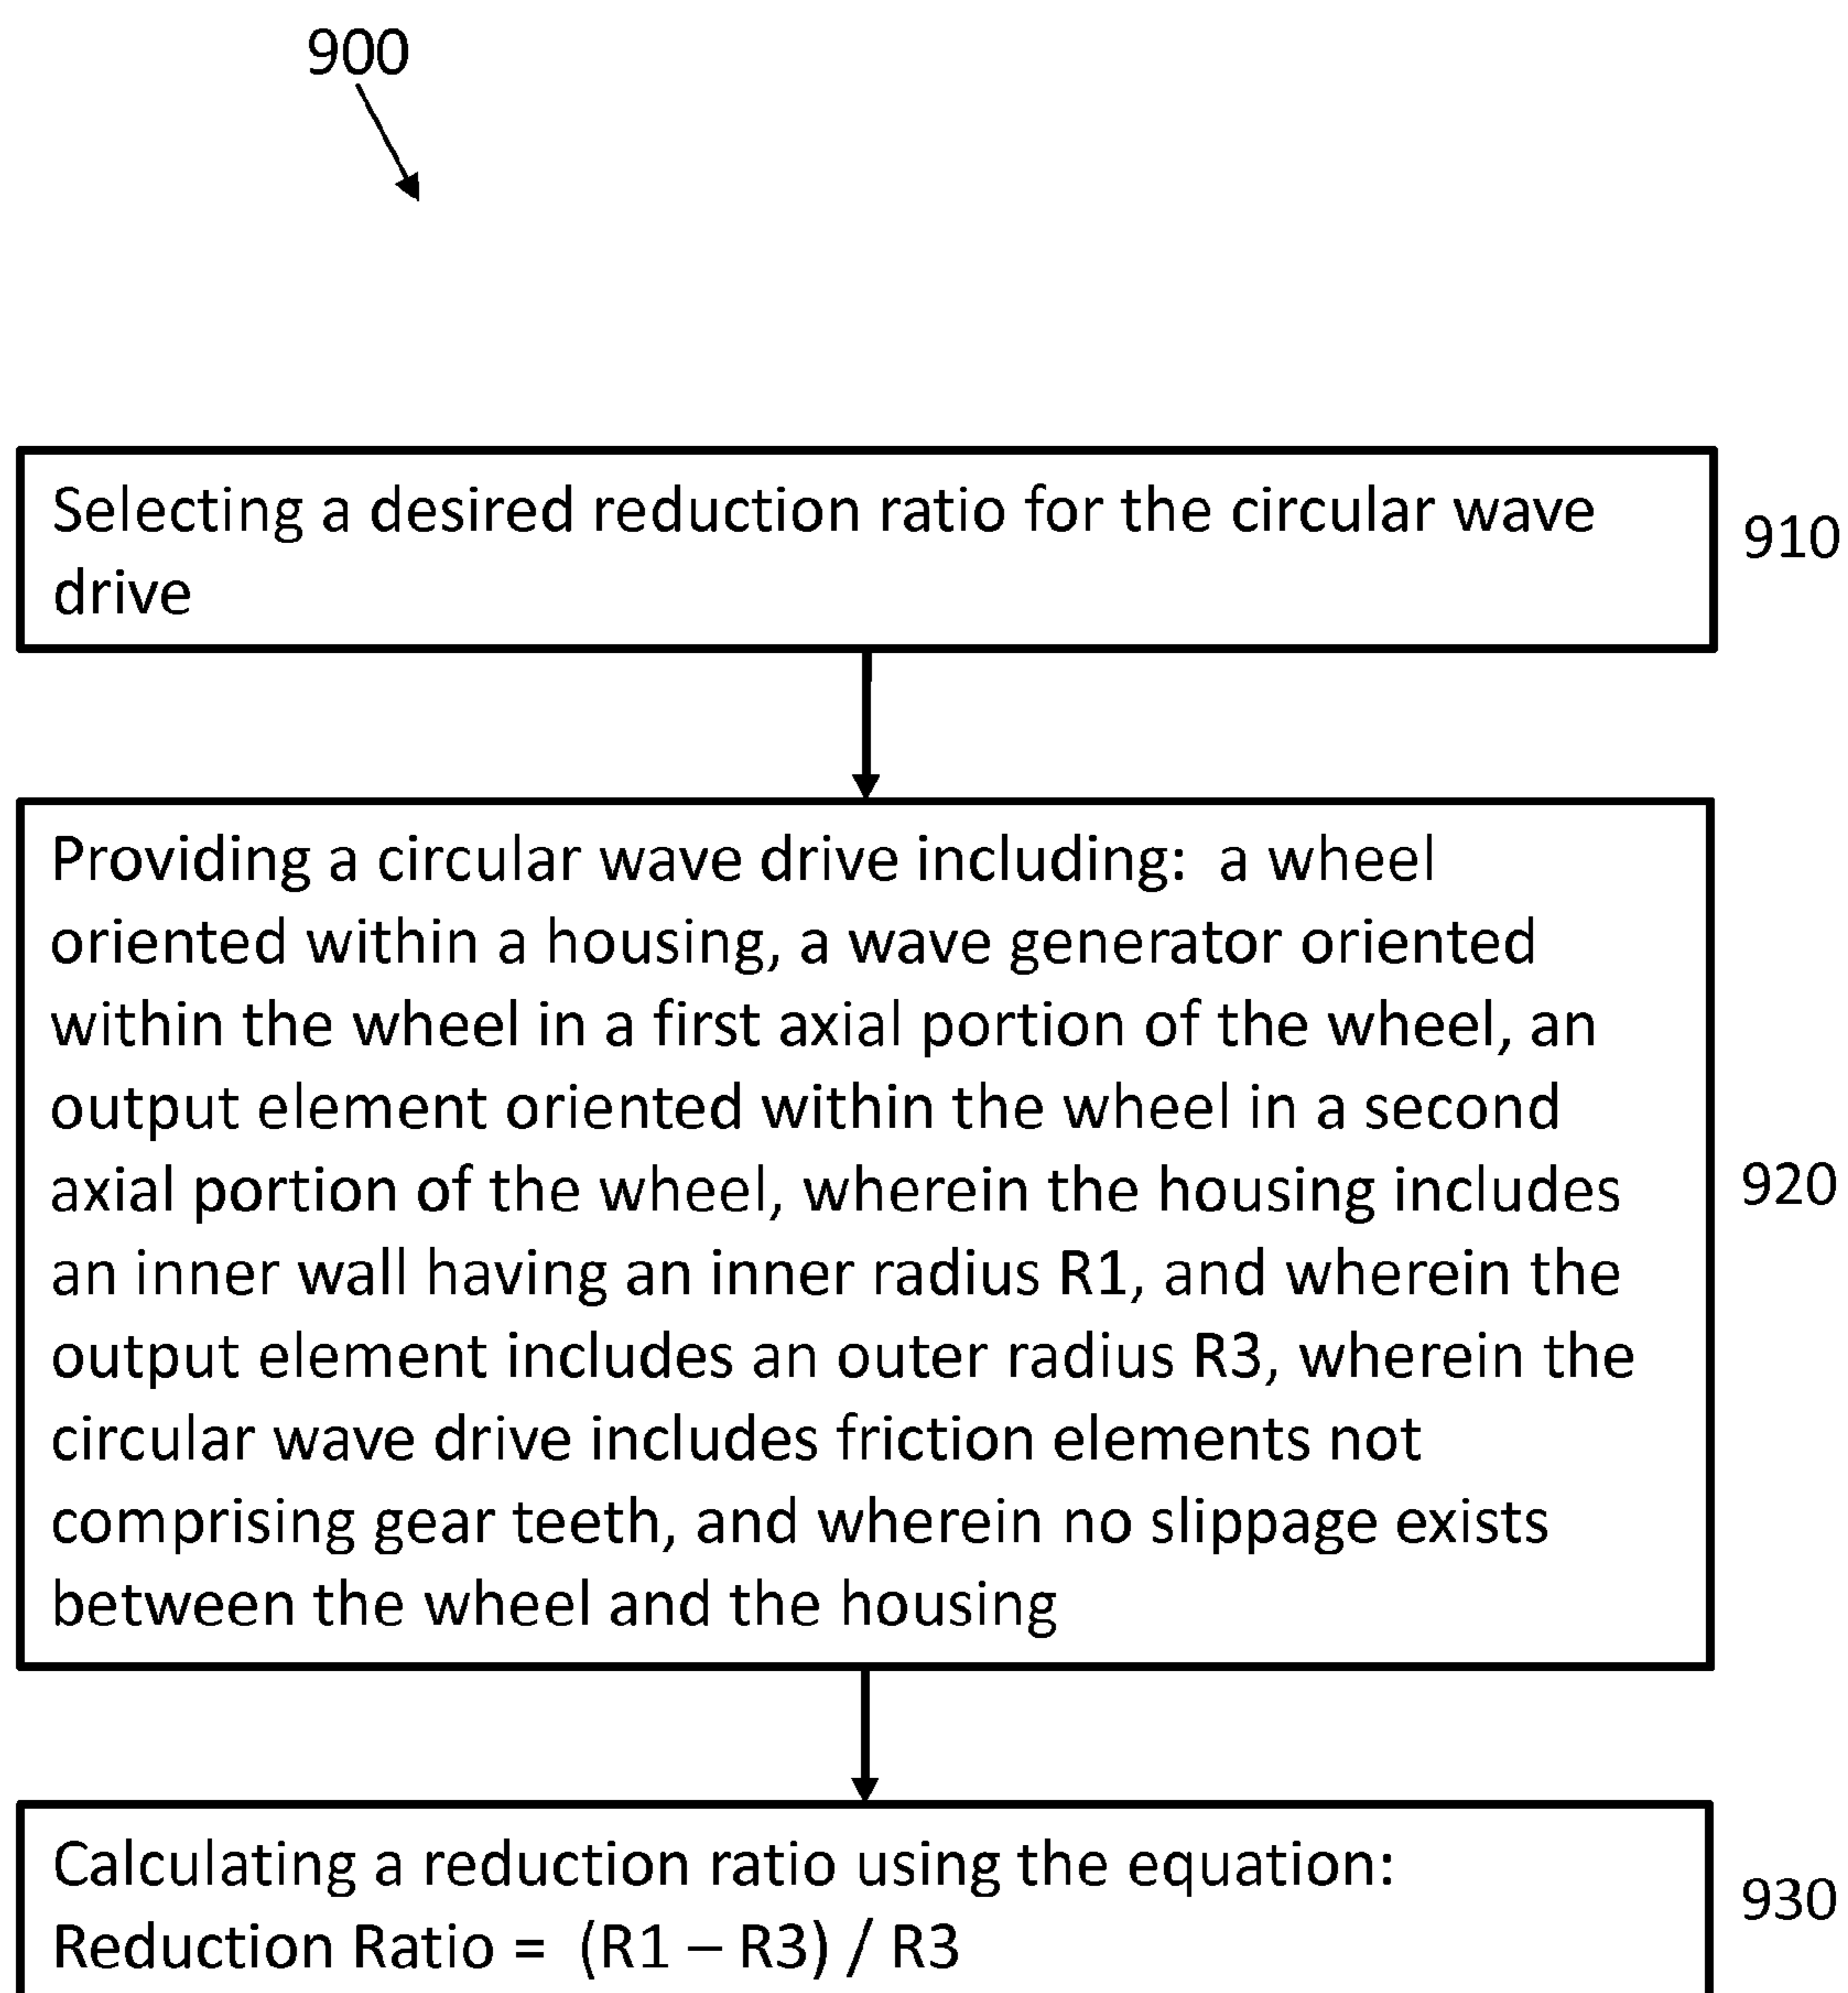 900
Selecting a desired reduction ratio for the circular wave
drive
910
Providing a circular wave drive including:  a wheel
oriented within a housing, a wave generator oriented
within the wheel in a first axial portion of the wheel, an
output element oriented within the wheel in a second
axial portion of the wheel, wherein the housing includes
an inner wall having an inner radius R1, and wherein the
output element includes an outer radius R3, wherein the
circular wave drive includes friction elements not
comprising gear teeth, and wherein no slippage exists
between the wheel and the housing
920
Calculating a reduction ratio using the equation:
Reduction Ratio =  (R1 – R3) / R3
930